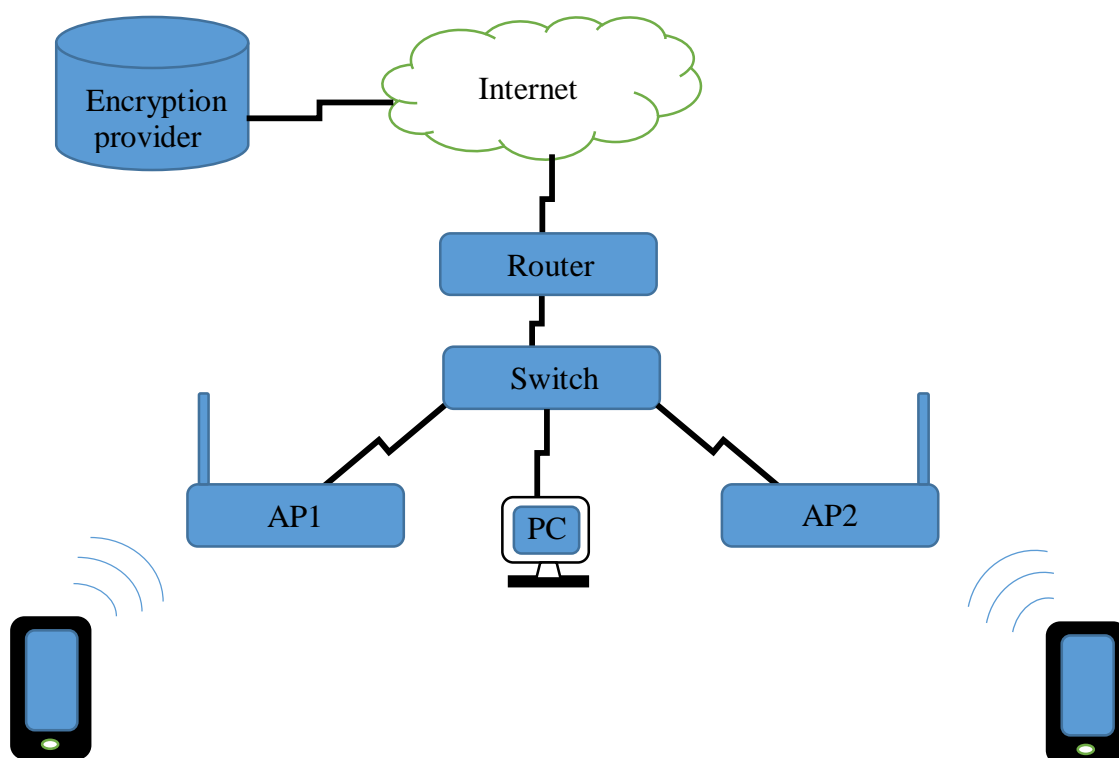 Encryption
provider
Internet
Router
Switch
AP1
PC
AP2